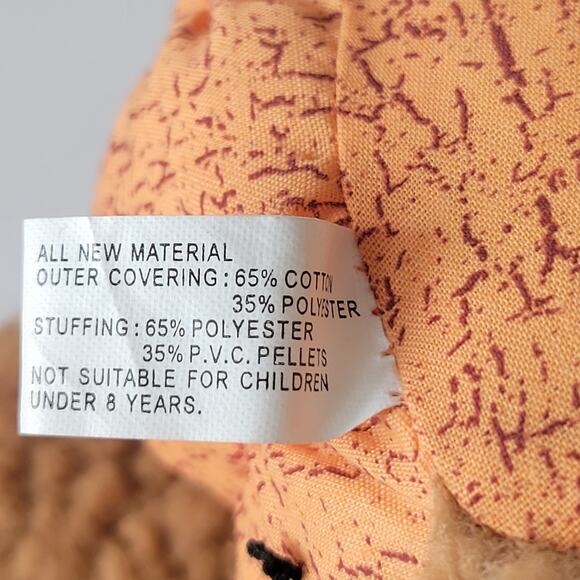 ALL NEW MATERIAL
OUTER COVERING: 65% COTTON
35% POLYESTER
STUFFING: 65% POLYESTER
35% P.V.C. PELLETS
NOT SUITABLE FOR CHILDREN
UNDER 8 YEARS.